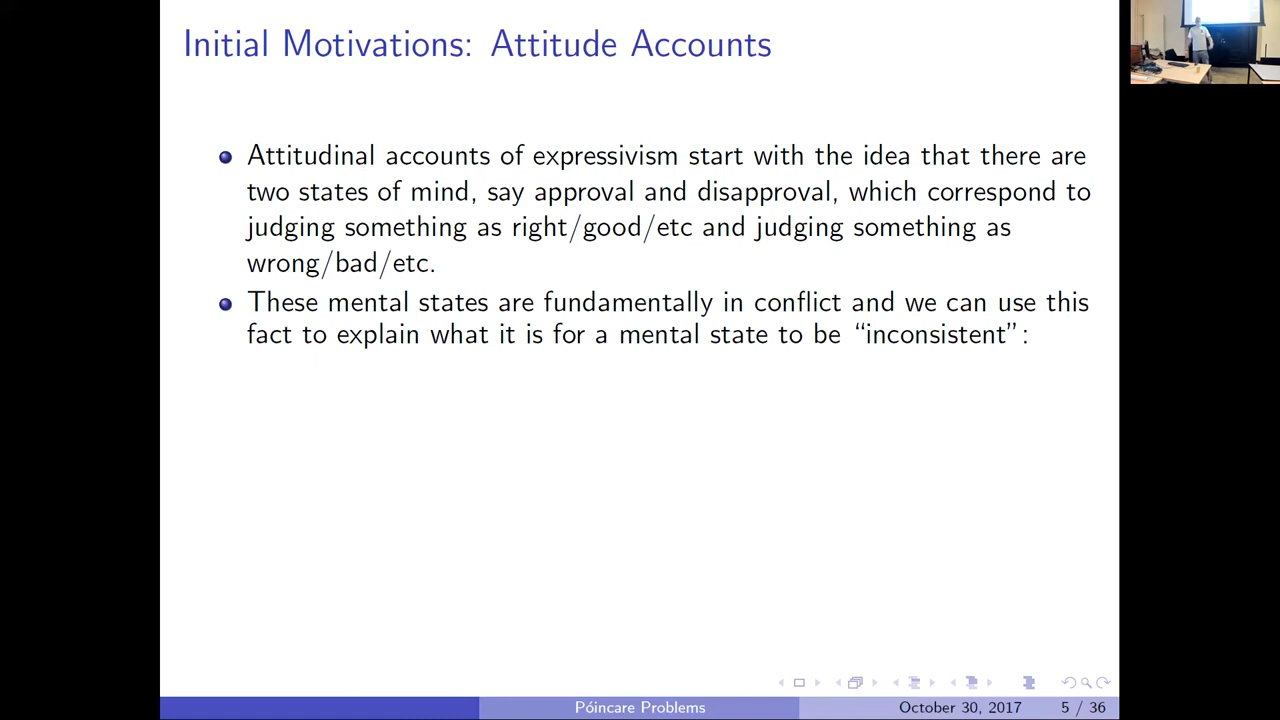 Initial Motivations: Attitude Accounts
Attitudinal accounts of expressivism start with the idea that there are
two states of mind, say approval and disapproval, which correspond to
judging something as right/good/etc and judging something as
wrong/bad/etc.
These mental states are fundamentally in conflict and we can use this
fact to explain what it is for a mental state to be “inconsistent”:
Póincare Problems
October 30, 2017
5 / 36